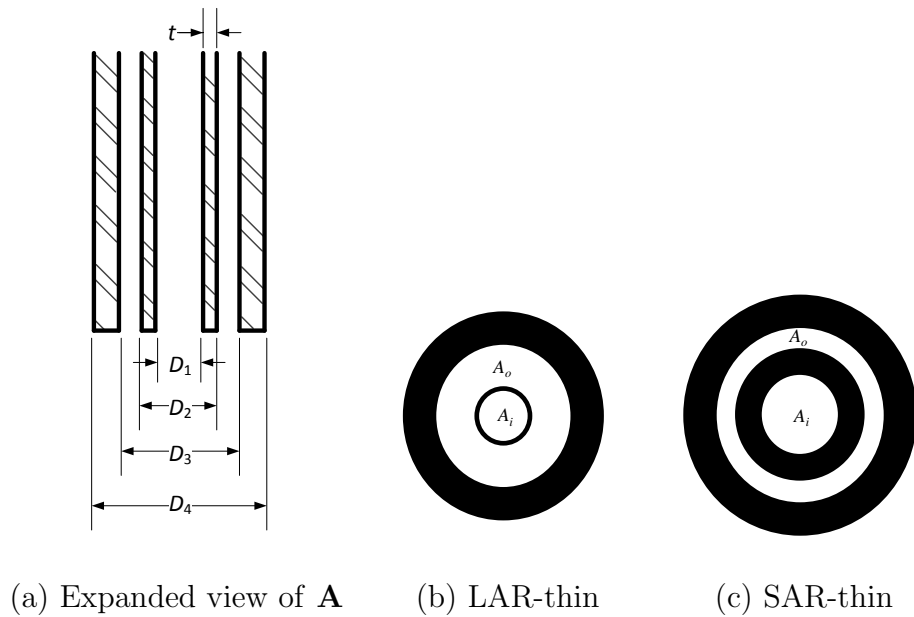 t
D₁
D₂
D₃
D₄
Aₒ
Aᵢ
Aₒ
Aᵢ
(a) Expanded view of A
(b) LAR-thin
(c) SAR-thin